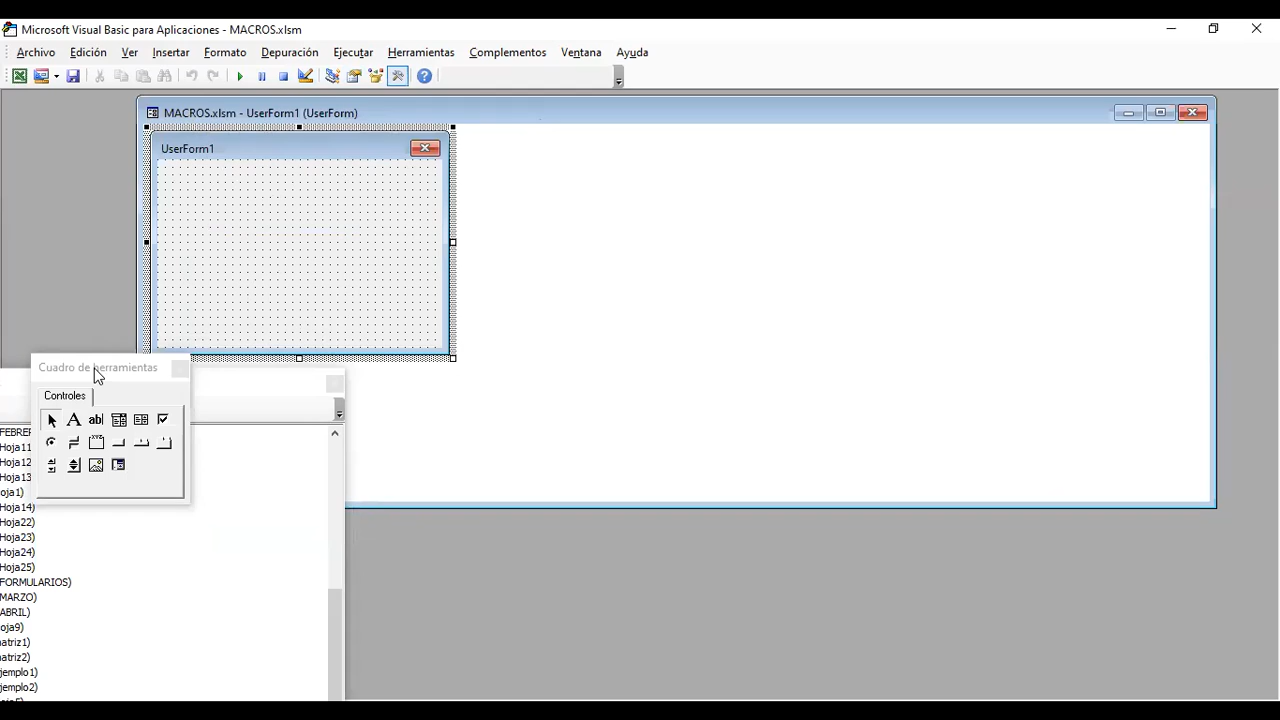 Microsoft Visual Basic para Aplicaciones - MACROS.xlsm
Archivo Edición Ver Insertar Formato Depuración Ejecutar Herramientas Complementos Ventana Ayuda
MACROS.xlsm - UserForm1 (UserForm)
UserForm1
Cuadro de herramientas
Controles
FEBRER
Hoja11
Hoja12
Hoja13
oja1)
Hoja14)
Hoja22)
Hoja23)
Hoja24)
Hoja25)
FORMULARIOS)
MARZO)
ABRIL)
oja9)
atriz1)
atriz2)
jemplo1)
jemplo2)